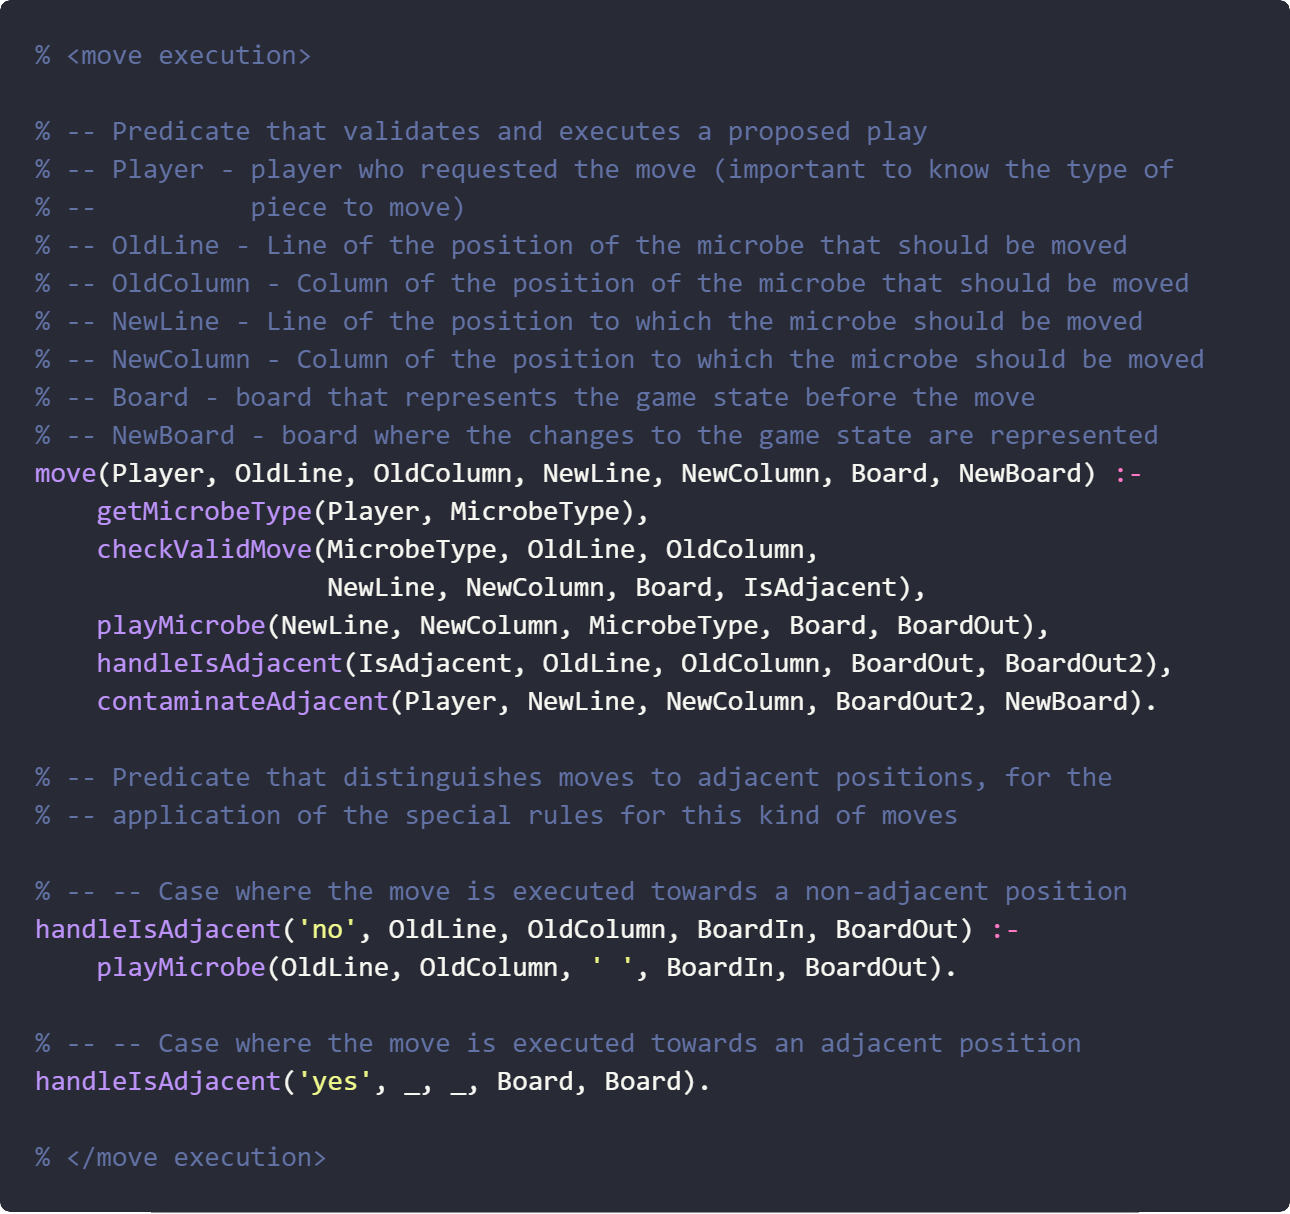 % <move execution>

% -- Predicate that validates and executes a proposed play
% -- Player - player who requested the move (important to know the type of
% --          piece to move)
% -- OldLine - Line of the position of the microbe that should be moved
% -- OldColumn - Column of the position of the microbe that should be moved
% -- NewLine - Line of the position to which the microbe should be moved
% -- NewColumn - Column of the position to which the microbe should be moved
% -- Board - board that represents the game state before the move
% -- NewBoard - board where the changes to the game state are represented
move(Player, OldLine, OldColumn, NewLine, NewColumn, Board, NewBoard) :-
    getMicrobeType(Player, MicrobeType),
    checkValidMove(MicrobeType, OldLine, OldColumn,
                   NewLine, NewColumn, Board, IsAdjacent),
    playMicrobe(NewLine, NewColumn, MicrobeType, Board, BoardOut),
    handleIsAdjacent(IsAdjacent, OldLine, OldColumn, BoardOut, BoardOut2),
    contaminateAdjacent(Player, NewLine, NewColumn, BoardOut2, NewBoard).

% -- Predicate that distinguishes moves to adjacent positions, for the
% -- application of the special rules for this kind of moves

% -- -- Case where the move is executed towards a non-adjacent position
handleIsAdjacent('no', OldLine, OldColumn, BoardIn, BoardOut) :-
    playMicrobe(OldLine, OldColumn, ' ', BoardIn, BoardOut).

% -- -- Case where the move is executed towards an adjacent position
handleIsAdjacent('yes', _, _, Board, Board).

% </move execution>